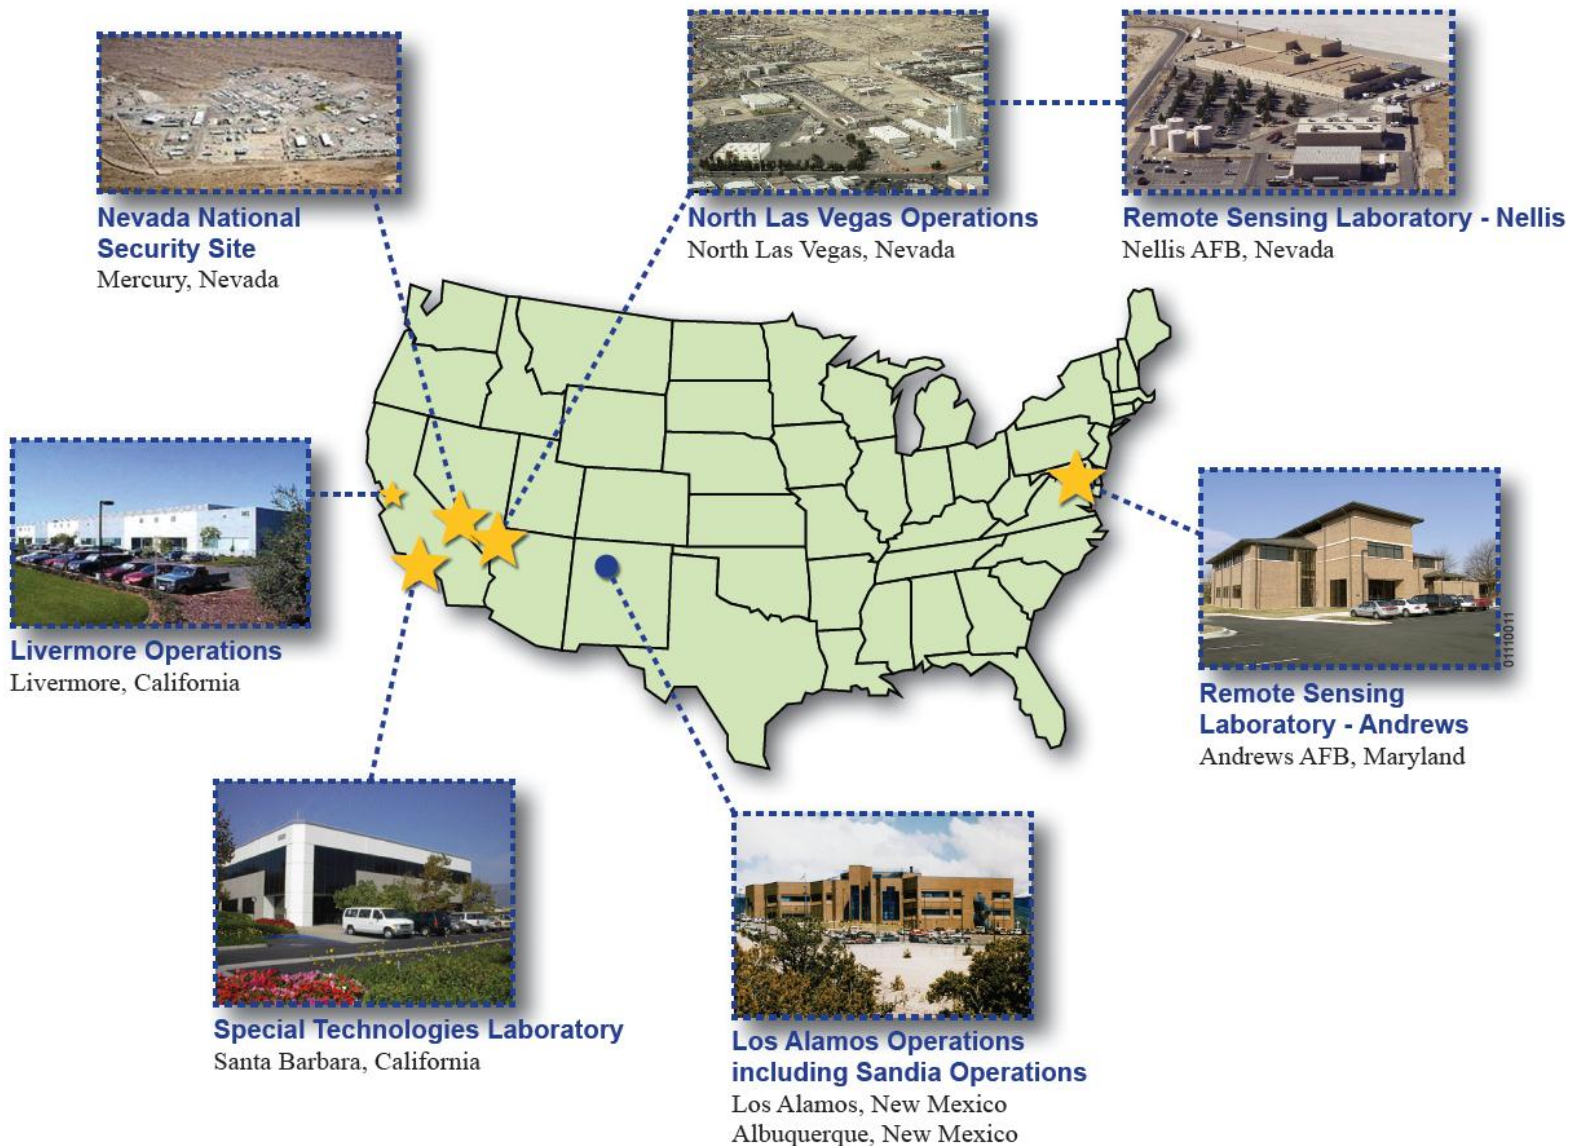 Nevada National
Security Site
Mercury, Nevada
North Las Vegas Operations
North Las Vegas, Nevada
Remote Sensing Laboratory - Nellis
Nellis AFB, Nevada
Livermore Operations
Livermore, California
01110011
Remote Sensing
Laboratory - Andrews
Andrews AFB, Maryland
Special Technologies Laboratory
Santa Barbara, California
Los Alamos Operations
including Sandia Operations
Los Alamos, New Mexico
Albuquerque, New Mexico